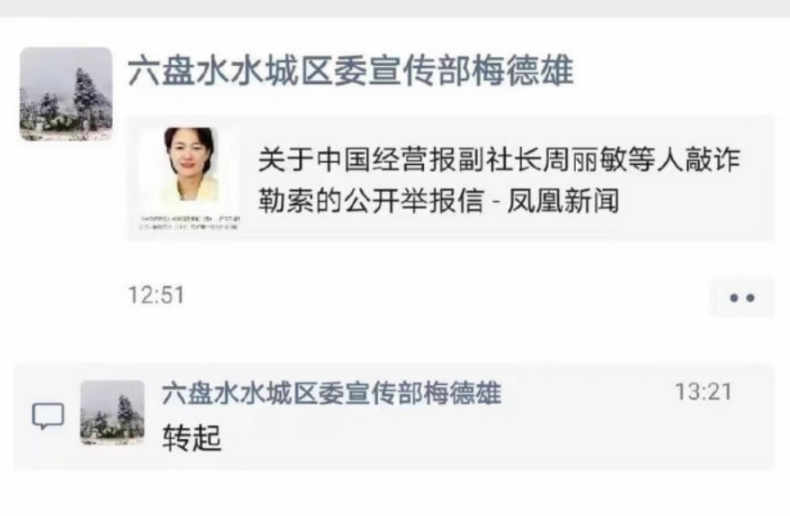 六盘水水城区委宣传部梅德雄
关于中国经营报副社长周丽敏等人敲诈
勒索的公开举报信 - 凤凰新闻
12:51
六盘水水城区委宣传部梅德雄
13:21
转起